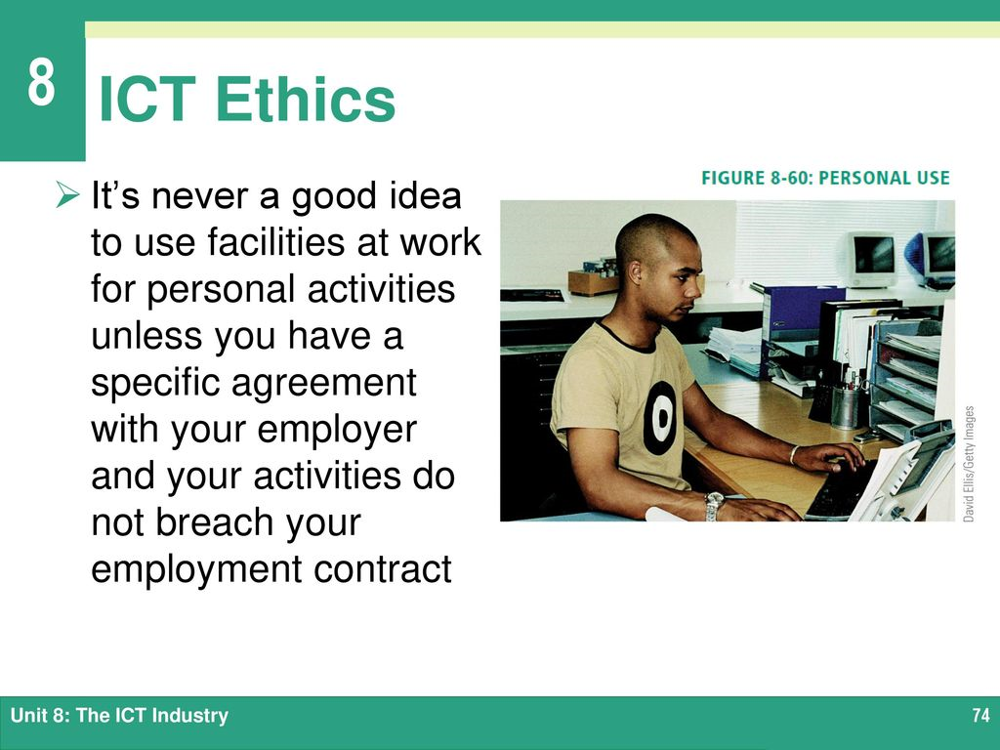 8
ICT Ethics
It’s never a good idea
to use facilities at work
for personal activities
unless you have a
specific agreement
with your employer
and your activities do
not breach your
employment contract
FIGURE 8-60: PERSONAL USE
David Ellis/Getty Images
Unit 8: The ICT Industry
74